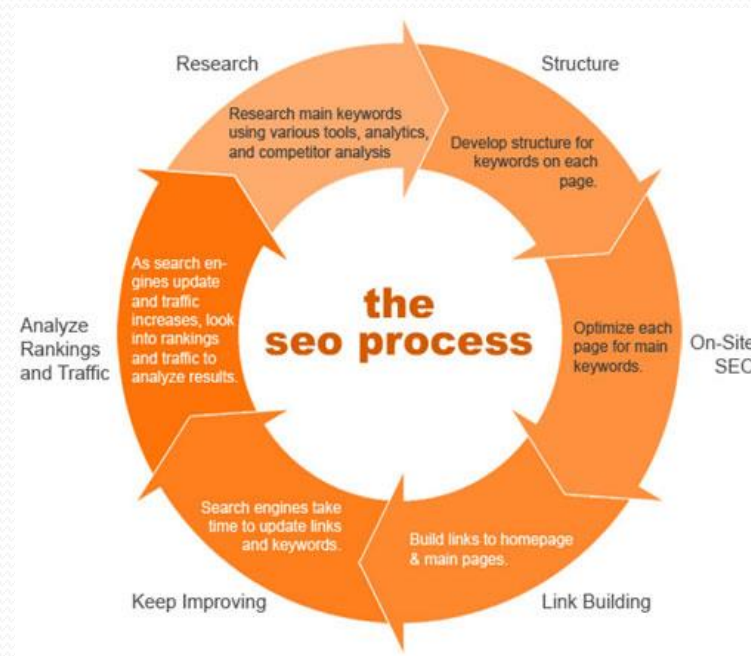 Research
Research main keywords
using various tools, analytics,
and competitor analysis
Structure
Develop structure for
keywords on each
page.
On-Site
SEO
Optimize each
page for main
keywords.
Link Building
Build links to homepage
& main pages.
Keep Improving
Search engines take
time to update links
and keywords.
Analyze
Rankings
and Traffic
As search en-
gines update
and traffic
increases, look
into rankings
and traffic to
analyze results.
the
seo process